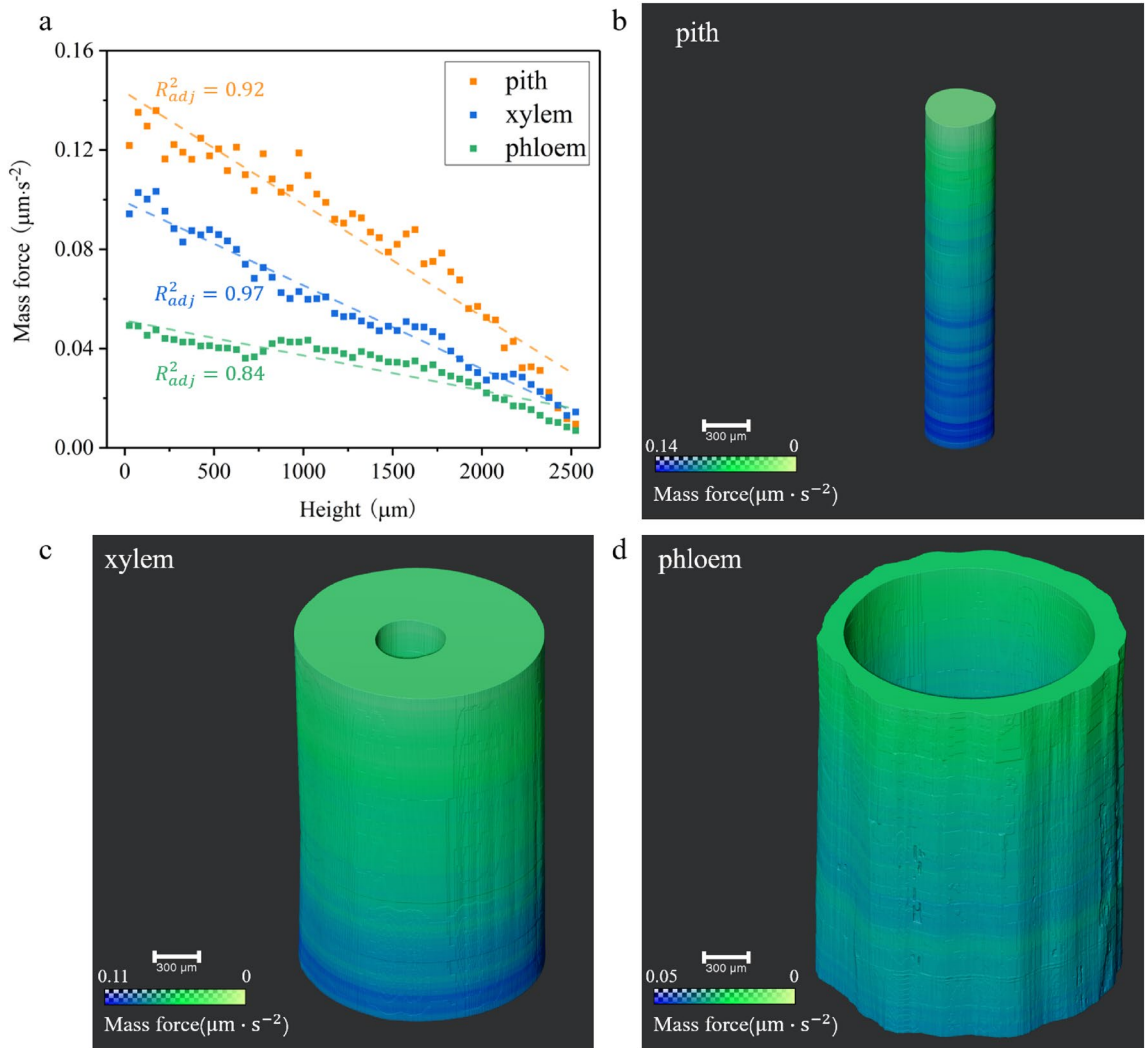 a
0.16
0.12
0.08
0.04
0.00
Mass force (μm·s⁻²)
R²adj = 0.92
R²adj = 0.97
R²adj = 0.84
pith
xylem
phloem
0 500 1000 1500 2000 2500
Height (μm)
b
pith
300 μm
0.14 0
Mass force(μm · s⁻²)
c
xylem
300 μm
0.11 0
Mass force(μm · s⁻²)
d
phloem
300 μm
0.05 0
Mass force(μm · s⁻²)